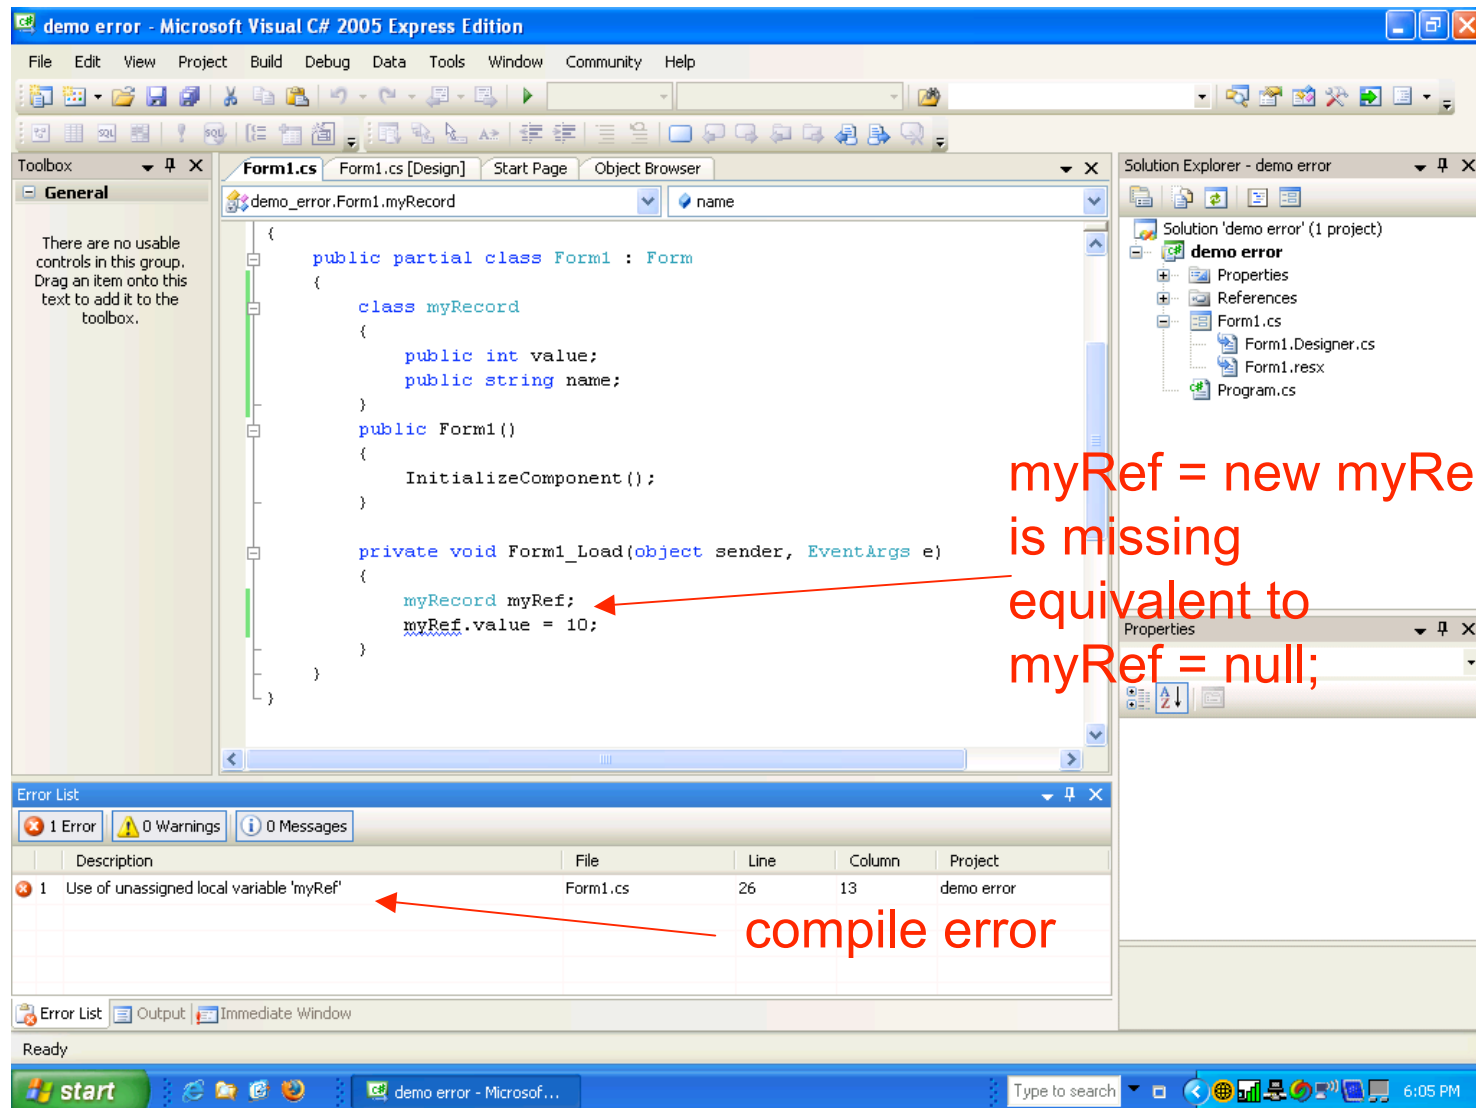 demo error - Microsoft Visual C# 2005 Express Edition
File Edit View Project Build Debug Data Tools Window Community Help
Toolbox
General
There are no usable
controls in this group.
Drag an item onto this
text to add it to the
toolbox.
Form1.cs Form1.cs [Design] Start Page Object Browser
demo_error.Form1.myRecord name
{
public partial class Form1 : Form
{
class myRecord
{
public int value;
public string name;
}
public Form1()
{
InitializeComponent();
}
private void Form1_Load(object sender, EventArgs e)
{
myRecord myRef;
myRef.value = 10;
}
}
}
Solution Explorer - demo error
Solution 'demo error' (1 project)
demo error
Properties
References
Form1.cs
Form1.Designer.cs
Form1.resx
Program.cs
myRef = new myRe
is missing
equivalent to
myRef = null;
Properties
Error List
1 Error 0 Warnings 0 Messages
Description File Line Column Project
1 Use of unassigned local variable 'myRef' Form1.cs 26 13 demo error
compile error
Error List Output Immediate Window
Ready
start demo error - Microsof... Type to search 6:05 PM